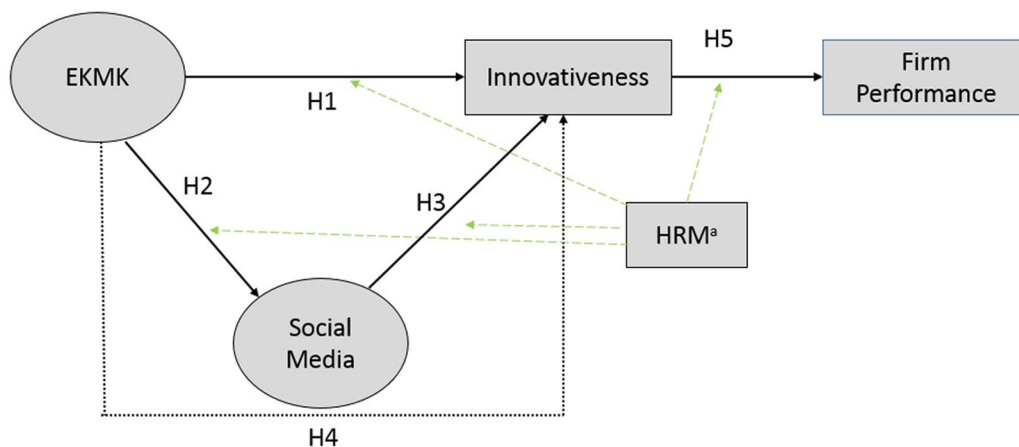 H5
EKMK
Innovativeness
Firm
Performance
H1
H2
H3
HRMᵃ
Social
Media
H4